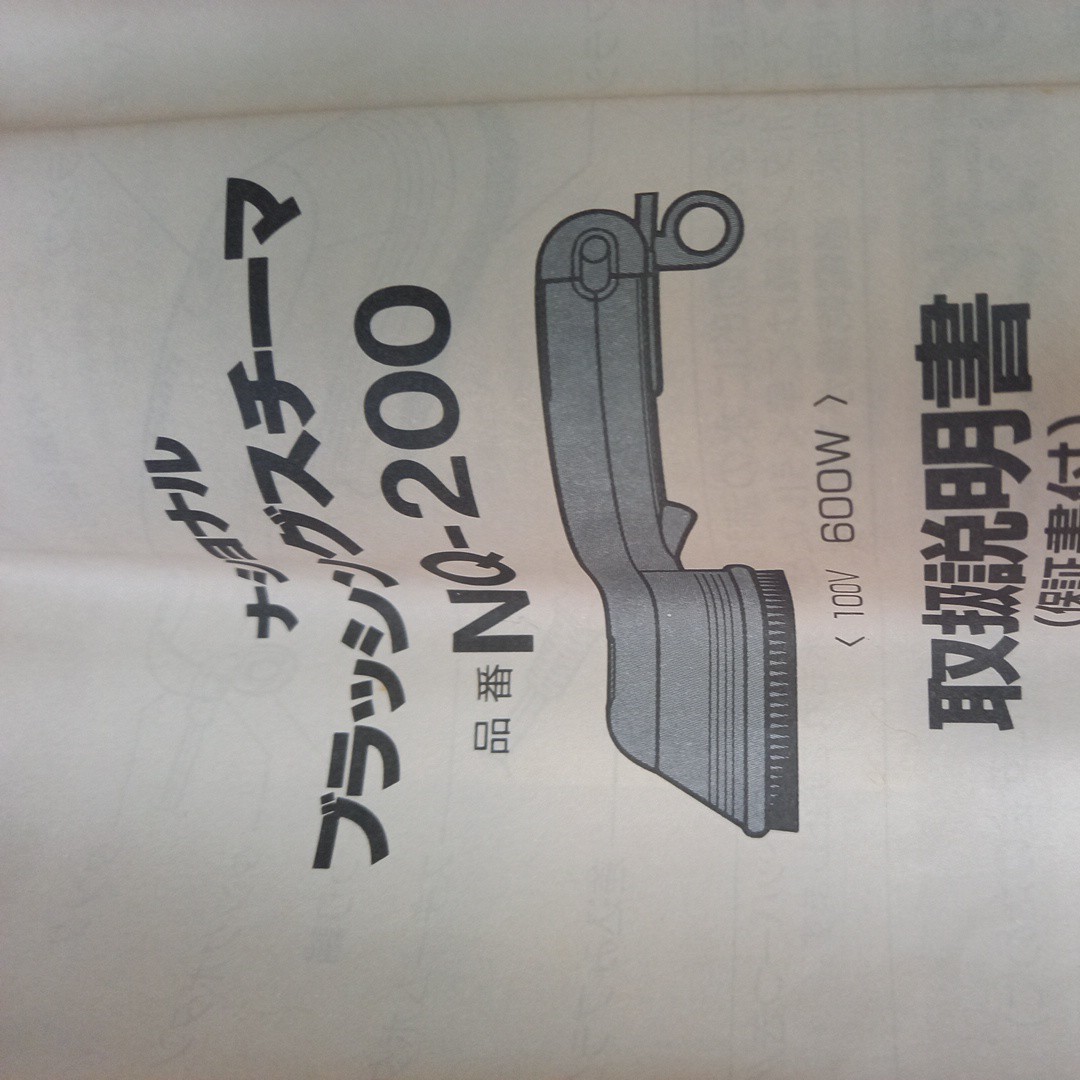 ナショナル
ブラッシングスチーマ
品番 NQ-200
〈 100V 600W 〉
取扱説明書
(保証書付)